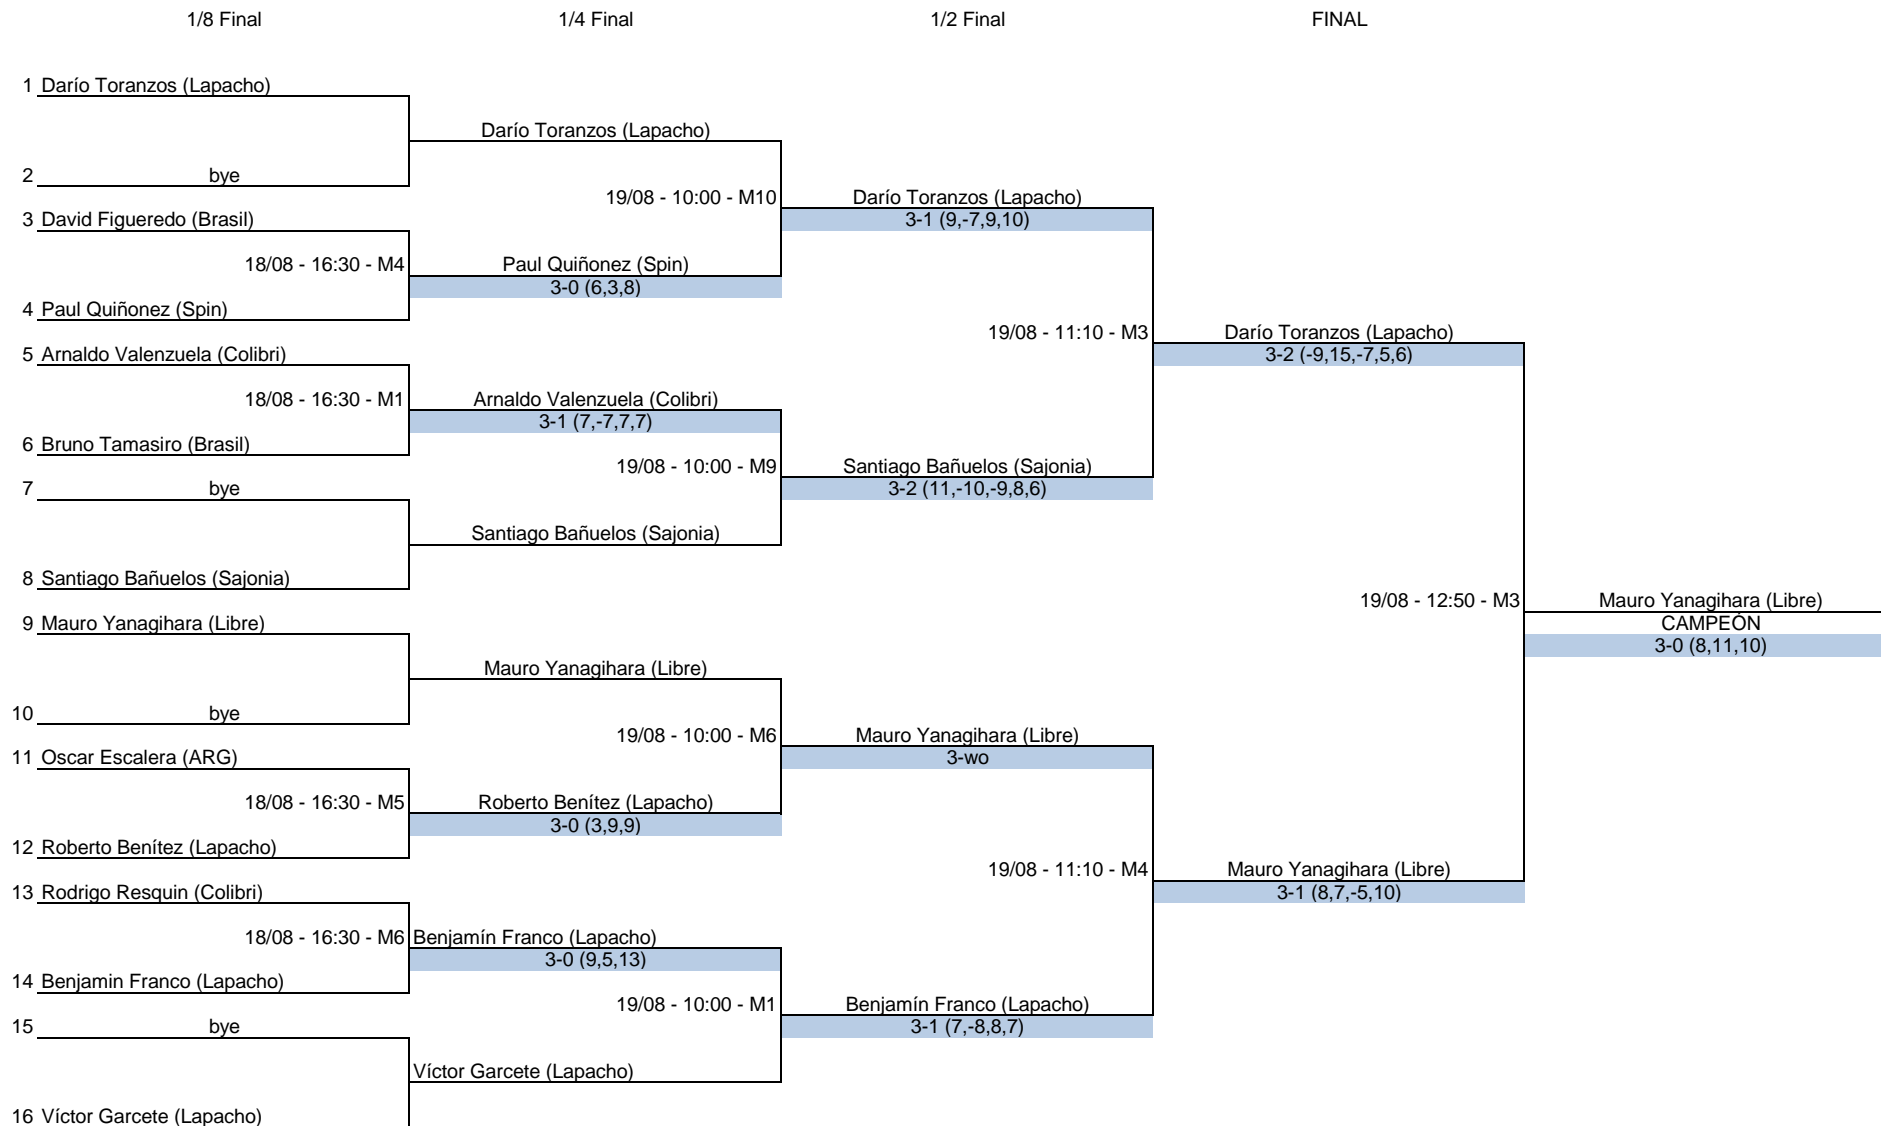 1/8 Final 1/4 Final 1/2 Final FINAL
1 Darío Toranzos (Lapacho)
Darío Toranzos (Lapacho)
2 bye
19/08 - 10:00 - M10 Darío Toranzos (Lapacho)
3 David Figueredo (Brasil) 3-1 (9,-7,9,10)
18/08 - 16:30 - M4 Paul Quiñonez (Spin)
3-0 (6,3,8)
4 Paul Quiñonez (Spin)
19/08 - 11:10 - M3 Darío Toranzos (Lapacho)
5 Arnaldo Valenzuela (Colibri) 3-2 (-9,15,-7,5,6)
18/08 - 16:30 - M1 Arnaldo Valenzuela (Colibri)
3-1 (7,-7,7,7)
6 Bruno Tamasiro (Brasil)
19/08 - 10:00 - M9 Santiago Bañuelos (Sajonia)
7 bye 3-2 (11,-10,-9,8,6)
Santiago Bañuelos (Sajonia)
8 Santiago Bañuelos (Sajonia)
19/08 - 12:50 - M3 Mauro Yanagihara (Libre)
9 Mauro Yanagihara (Libre) CAMPEÓN
3-0 (8,11,10)
Mauro Yanagihara (Libre)
10 bye
19/08 - 10:00 - M6 Mauro Yanagihara (Libre)
11 Oscar Escalera (ARG) 3-wo
18/08 - 16:30 - M5 Roberto Benítez (Lapacho)
3-0 (3,9,9)
12 Roberto Benítez (Lapacho)
19/08 - 11:10 - M4 Mauro Yanagihara (Libre)
13 Rodrigo Resquin (Colibri) 3-1 (8,7,-5,10)
18/08 - 16:30 - M6 Benjamín Franco (Lapacho)
3-0 (9,5,13)
14 Benjamin Franco (Lapacho)
19/08 - 10:00 - M1 Benjamín Franco (Lapacho)
15 bye 3-1 (7,-8,8,7)
Víctor Garcete (Lapacho)
16 Víctor Garcete (Lapacho)